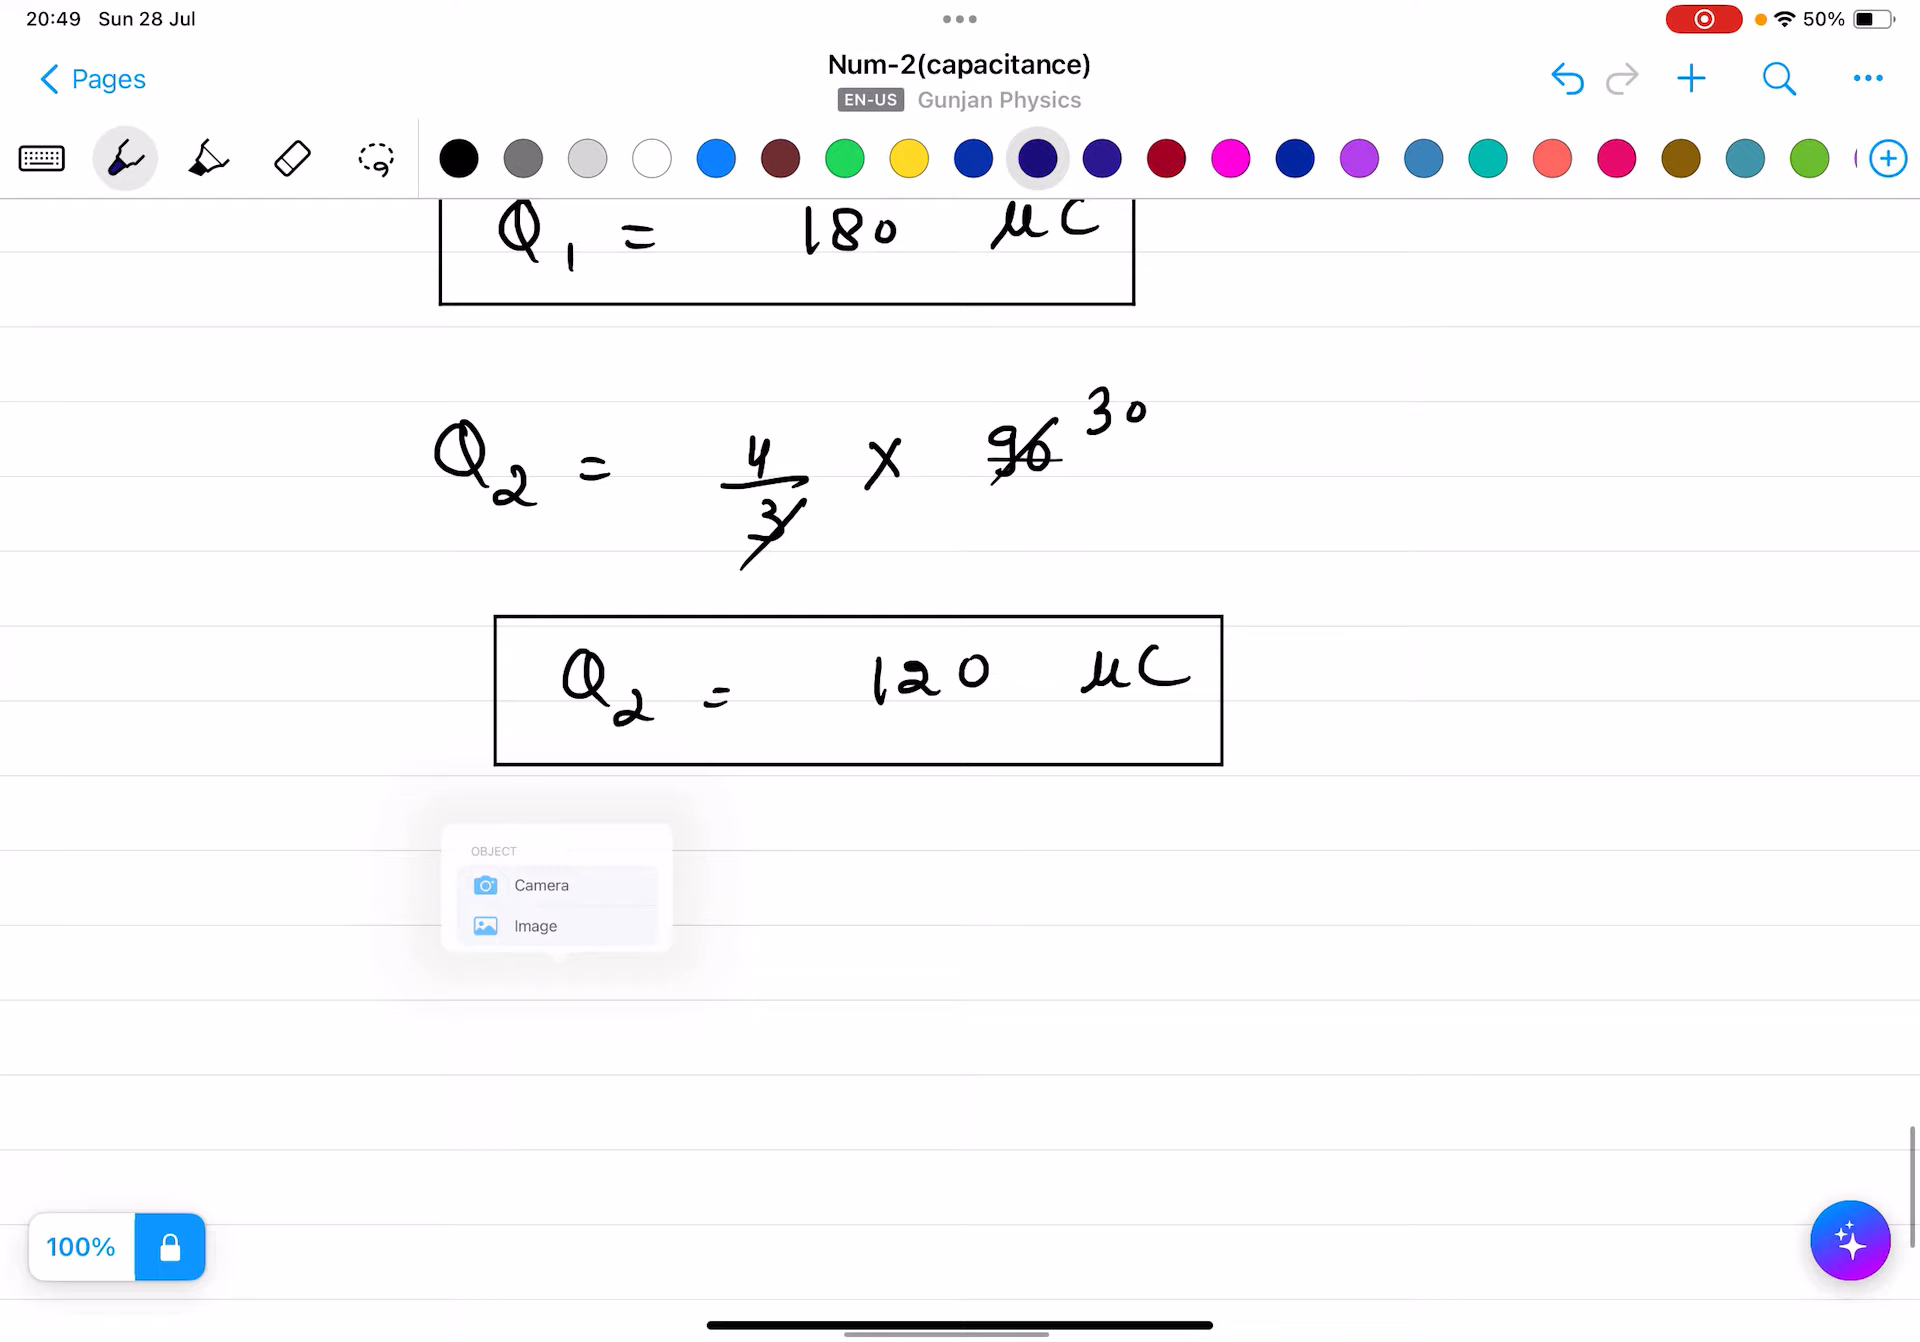 20:49 Sun 28 Jul
50%
Pages
Num-2(capacitance)
EN-US Gunjan Physics
Q₁ = 180 μC
Q₂ = 4/3 × 90 30
Q₂ = 120 μC
OBJECT
Camera
Image
100%